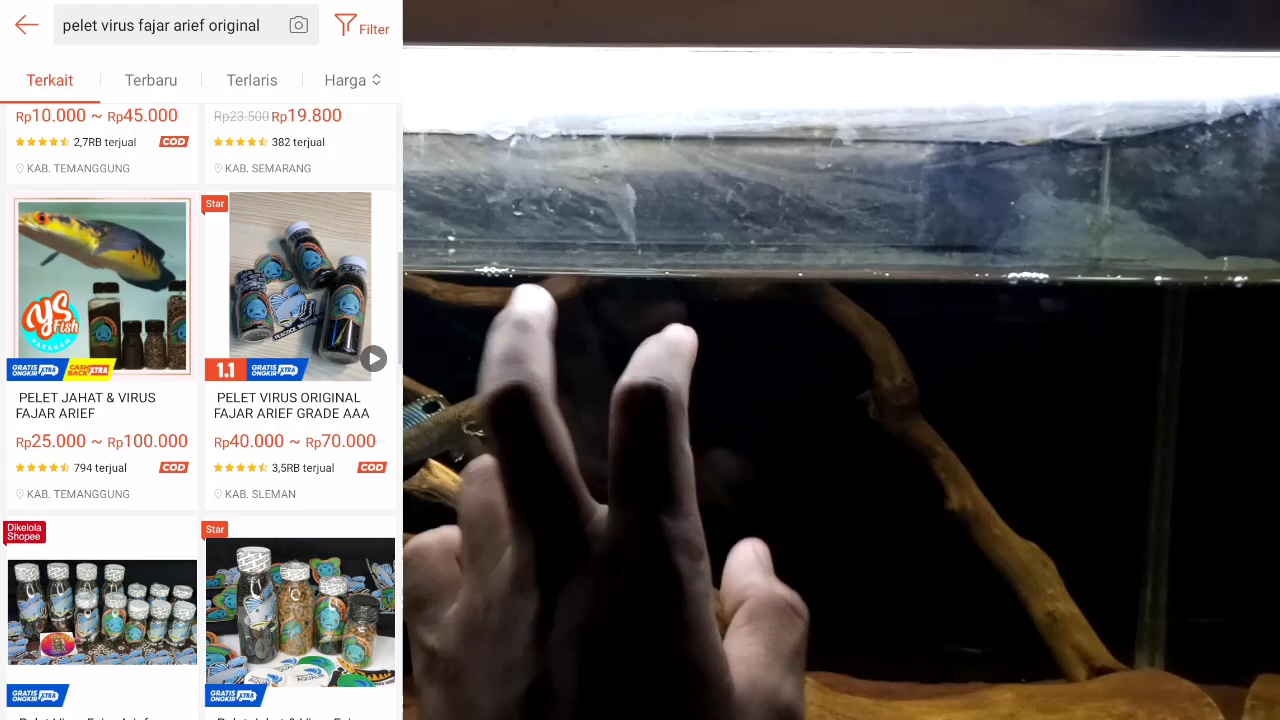 pelet virus fajar arief original
Filter
Terkait
Terbaru
Terlaris
Harga
Rp10.000 ~ Rp45.000
2,7RB terjual
COD
KAB. TEMANGGUNG
Rp23.500 Rp19.800
382 terjual
KAB. SEMARANG
YS
Fish
PARAKAN
GRATIS
ONGKIR XTRA
CASH
BACK XTRA
PELET JAHAT & VIRUS
FAJAR ARIEF
Rp25.000 ~ Rp100.000
794 terjual
COD
KAB. TEMANGGUNG
Star
1.1
GRATIS
ONGKIR XTRA
PELET VIRUS ORIGINAL
FAJAR ARIEF GRADE AAA
Rp40.000 ~ Rp70.000
3,5RB terjual
COD
KAB. SLEMAN
Dikelola
Shopee
GRATIS
ONGKIR XTRA
Star
GRATIS
ONGKIR XTRA